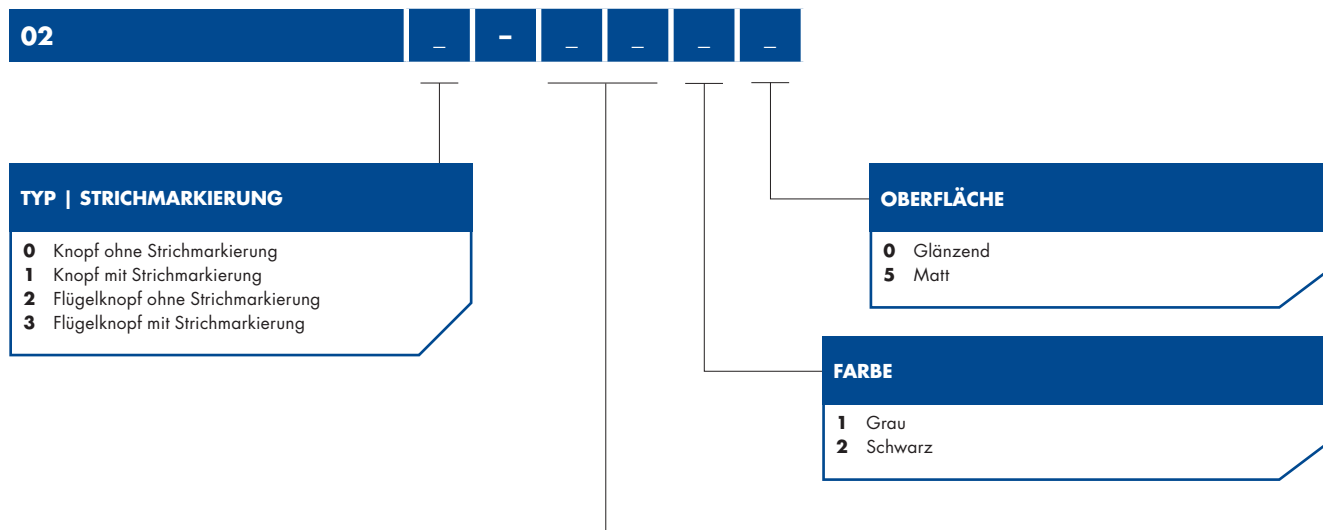 02 _ – _ _ _ _
TYP | STRICHMARKIERUNG
0 Knopf ohne Strichmarkierung
1 Knopf mit Strichmarkierung
2 Flügelknopf ohne Strichmarkierung
3 Flügelknopf mit Strichmarkierung
OBERFLÄCHE
0 Glänzend
5 Matt
FARBE
1 Grau
2 Schwarz